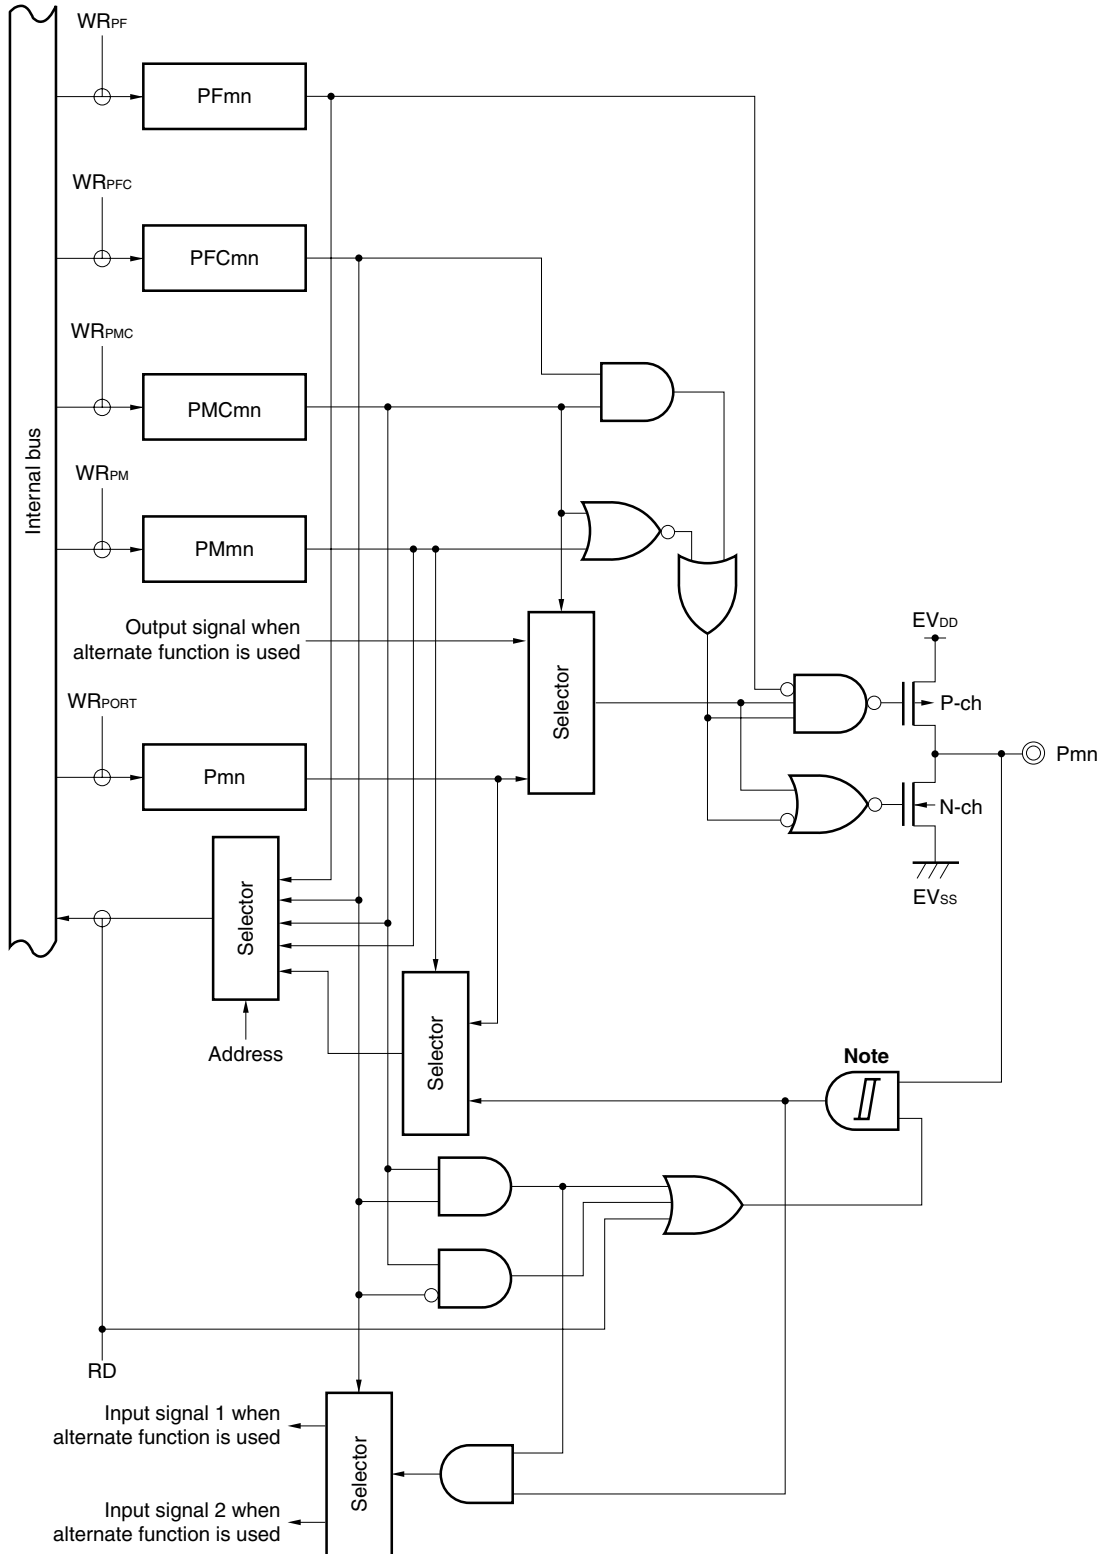 WRPF
PFmn
WRPFC
PFCmn
WRPMC
PMCmn
WRPM
PMmn
Internal bus
Output signal when
alternate function is used
Selector
EVDD
P-ch
WRPORT
Pmn
Pmn
N-ch
EVSS
Selector
Address
Selector
Note
RD
Input signal 1 when
alternate function is used
Selector
Input signal 2 when
alternate function is used